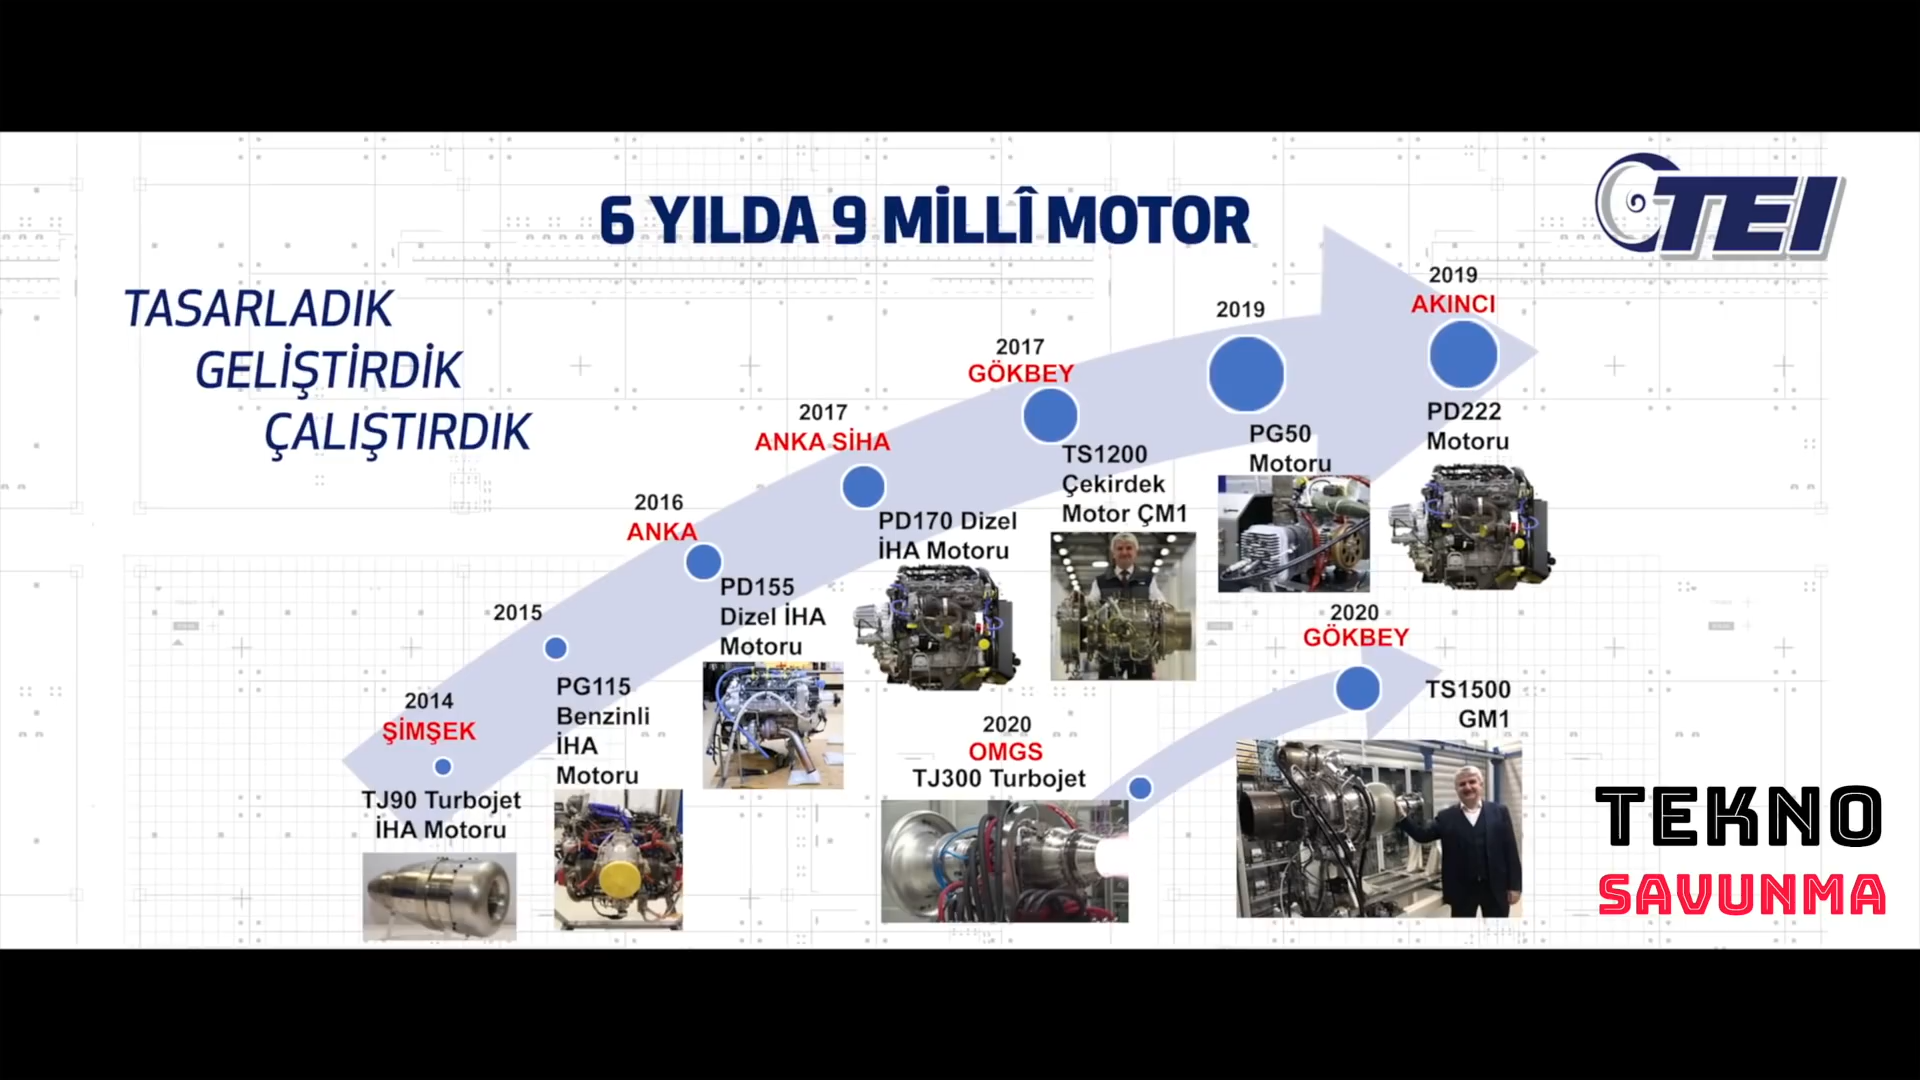 6 YILDA 9 MİLLÎ MOTOR
TEI
TASARLADIK
GELİŞTİRDİK
ÇALIŞTIRDIK
2014
ŞİMŞEK
TJ90 Turbojet
İHA Motoru
2015
PG115
Benzinli
İHA
Motoru
2016
ANKA
PD155
Dizel İHA
Motoru
2017
ANKA SİHA
PD170 Dizel
İHA Motoru
2017
GÖKBEY
TS1200
Çekirdek
Motor ÇM1
2019
PG50
Motoru
2019
AKINCI
PD222
Motoru
2020
OMGS
TJ300 Turbojet
2020
GÖKBEY
TS1500
GM1
TEKNO
SAVUNMA